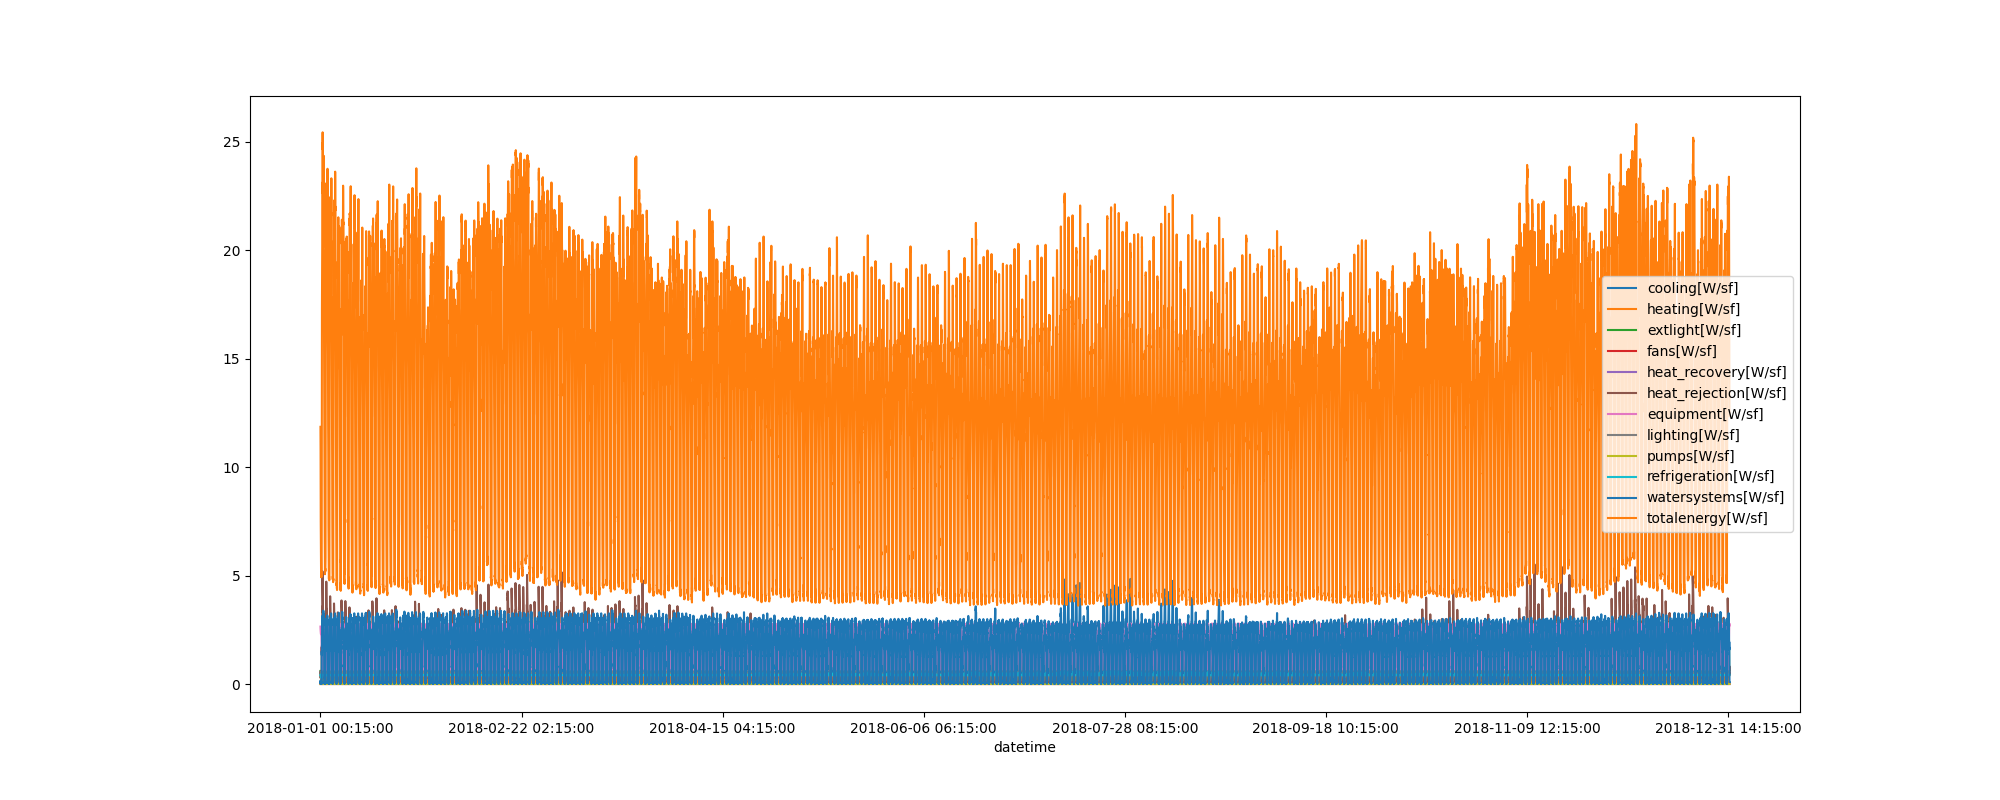 25
20
15
10
5
0
cooling[W/sf]
heating[W/sf]
extlight[W/sf]
fans[W/sf]
heat_recovery[W/sf]
heat_rejection[W/sf]
equipment[W/sf]
lighting[W/sf]
pumps[W/sf]
refrigeration[W/sf]
watersystems[W/sf]
totalenergy[W/sf]
2018-01-01 00:15:00 2018-02-22 02:15:00 2018-04-15 04:15:00 2018-06-06 06:15:00 2018-07-28 08:15:00 2018-09-18 10:15:00 2018-11-09 12:15:00 2018-12-31 14:15:00
datetime